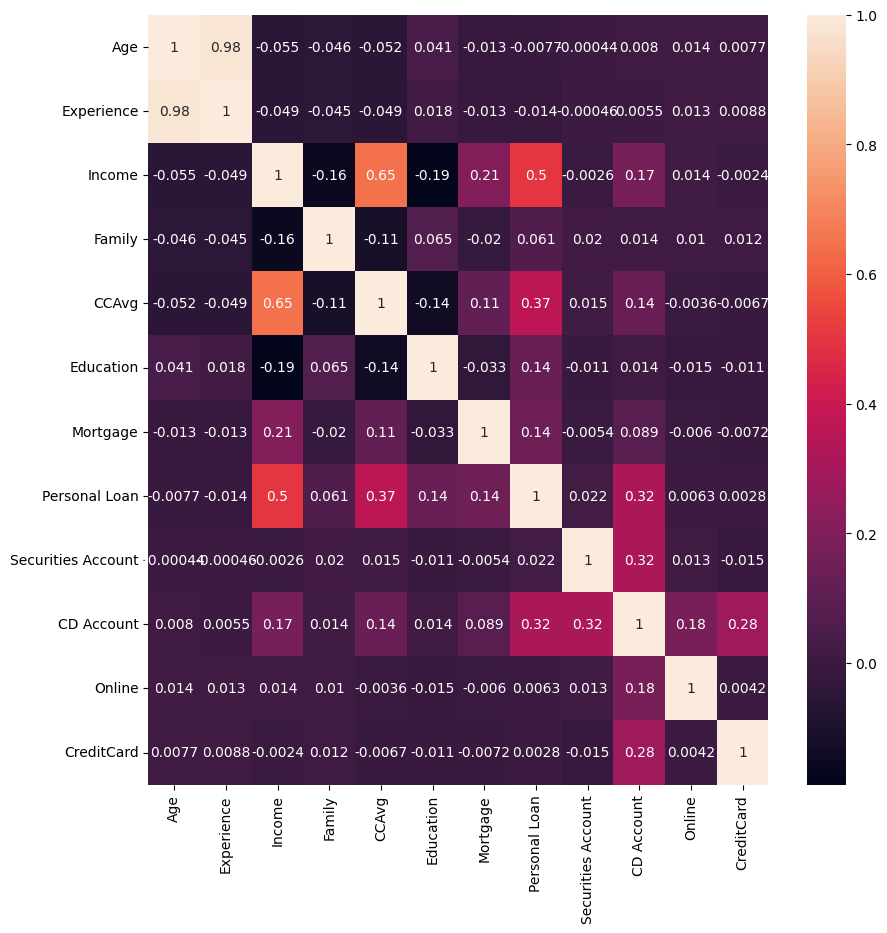 Age 1 0.98 -0.055 -0.046 -0.052 0.041 -0.013 -0.0077 -0.00044 0.008 0.014 0.0077
Experience 0.98 1 -0.049 -0.045 -0.049 0.018 -0.013 -0.014 -0.00046 0.0055 0.013 0.0088
Income -0.055 -0.049 1 -0.16 0.65 -0.19 0.21 0.5 -0.0026 0.17 0.014 -0.0024
Family -0.046 -0.045 -0.16 1 -0.11 0.065 -0.02 0.061 0.02 0.014 0.01 0.012
CCAvg -0.052 -0.049 0.65 -0.11 1 -0.14 0.11 0.37 0.015 0.14 -0.0036 -0.0067
Education 0.041 0.018 -0.19 0.065 -0.14 1 -0.033 0.14 -0.011 0.014 -0.015 -0.011
Mortgage -0.013 -0.013 0.21 -0.02 0.11 -0.033 1 0.14 -0.0054 0.089 -0.006 -0.0072
Personal Loan -0.0077 -0.014 0.5 0.061 0.37 0.14 0.14 1 0.022 0.32 0.0063 0.0028
Securities Account -0.00044 -0.00046 -0.0026 0.02 0.015 -0.011 -0.0054 0.022 1 0.32 0.013 -0.015
CD Account 0.008 0.0055 0.17 0.014 0.14 0.014 0.089 0.32 0.32 1 0.18 0.28
Online 0.014 0.013 0.014 0.01 -0.0036 -0.015 -0.006 0.0063 0.013 0.18 1 0.0042
CreditCard 0.0077 0.0088 -0.0024 0.012 -0.0067 -0.011 -0.0072 0.0028 -0.015 0.28 0.0042 1
Age Experience Income Family CCAvg Education Mortgage Personal Loan Securities Account CD Account Online CreditCard
1.0
0.8
0.6
0.4
0.2
0.0